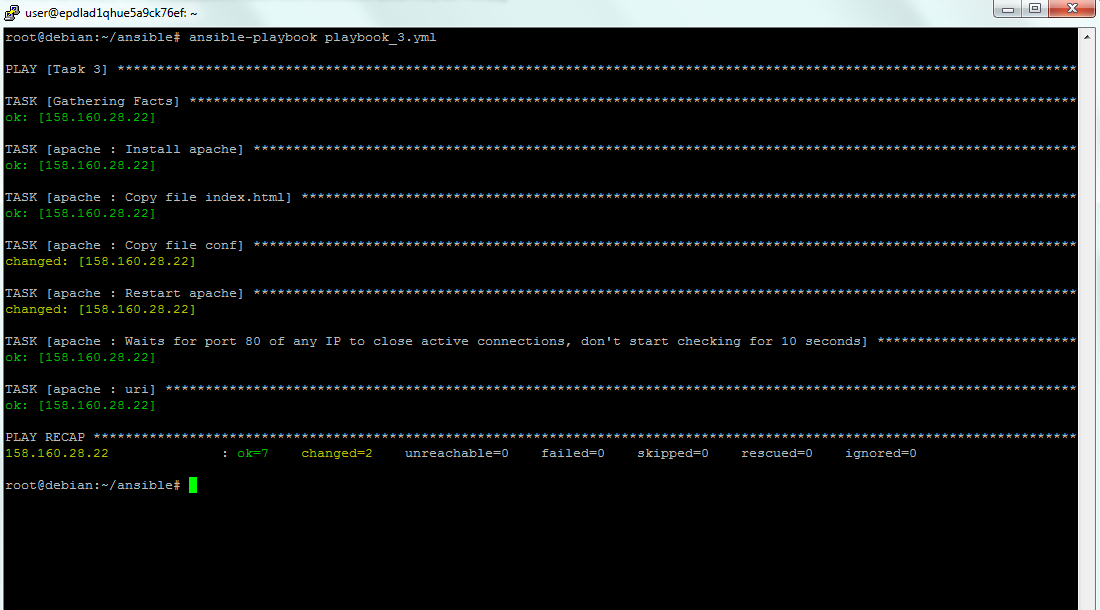 user@epdlad1qhue5a9ck76ef: ~
root@debian:~/ansible# ansible-playbook playbook_3.yml
PLAY [Task 3] ************************************************************************************************************************
TASK [Gathering Facts] ***************************************************************************************************************
ok: [158.160.28.22]
TASK [apache : Install apache] *******************************************************************************************************
ok: [158.160.28.22]
TASK [apache : Copy file index.html] *************************************************************************************************
ok: [158.160.28.22]
TASK [apache : Copy file conf] *******************************************************************************************************
changed: [158.160.28.22]
TASK [apache : Restart apache] *******************************************************************************************************
changed: [158.160.28.22]
TASK [apache : Waits for port 80 of any IP to close active connections, don't start checking for 10 seconds] *************************
ok: [158.160.28.22]
TASK [apache : uri] ******************************************************************************************************************
ok: [158.160.28.22]
PLAY RECAP ***************************************************************************************************************************
158.160.28.22 : ok=7 changed=2 unreachable=0 failed=0 skipped=0 rescued=0 ignored=0
root@debian:~/ansible#